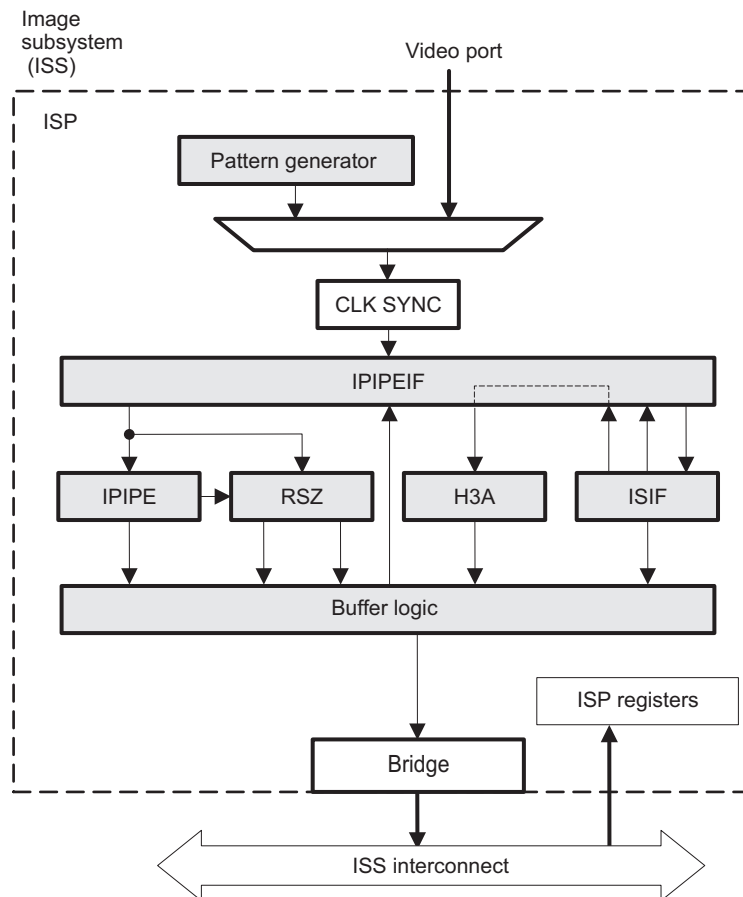 Image
subsystem
(ISS)
Video port
ISP
Pattern generator
CLK SYNC
IPIPEIF
IPIPE
RSZ
H3A
ISIF
Buffer logic
ISP registers
Bridge
ISS interconnect